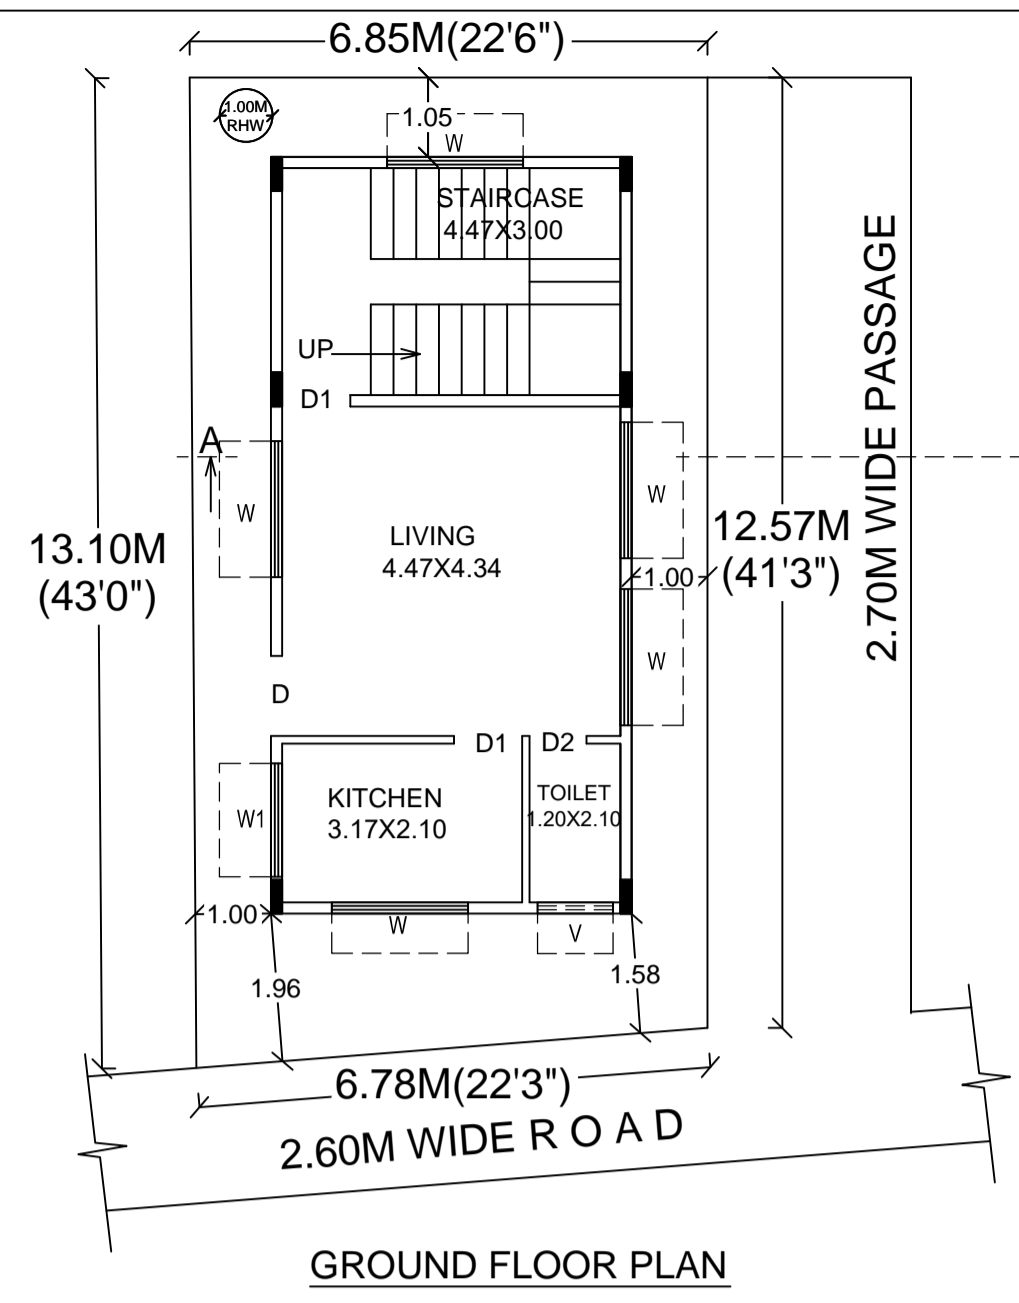 6.85M(22'6")
1.00M
RHW
1.05
W
STAIRCASE
4.47X3.00
UP
D1
A
W
W
LIVING
4.47X4.34
13.10M
(43'0")
12.57M
(41'3")
1.00
2.70M WIDE PASSAGE
W
D
D1
D2
KITCHEN
3.17X2.10
TOILET
1.20X2.10
W1
1.00
W
V
1.96
1.58
6.78M(22'3")
2.60M WIDE R O A D
GROUND FLOOR PLAN